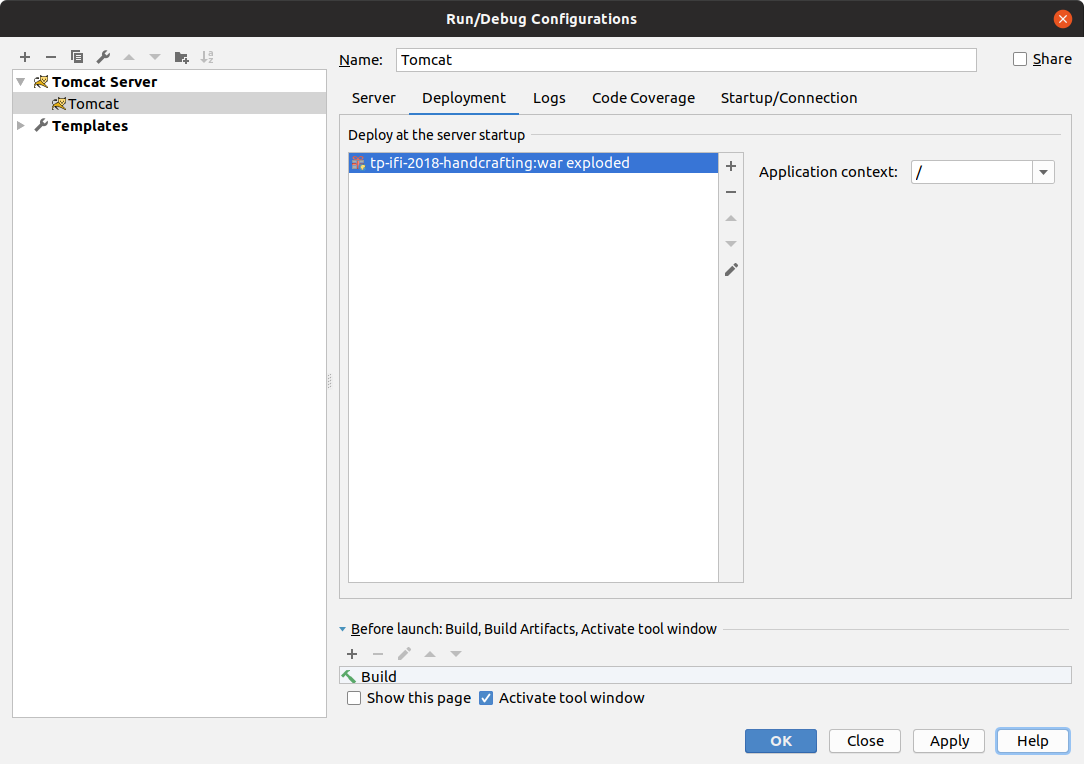 Run/Debug Configurations
Name: Tomcat
Share
Tomcat Server
Tomcat
Templates
Server Deployment Logs Code Coverage Startup/Connection
Deploy at the server startup
tp-ifi-2018-handcrafting:war exploded
Application context: /
Before launch: Build, Build Artifacts, Activate tool window
Build
Show this page Activate tool window
OK Close Apply Help